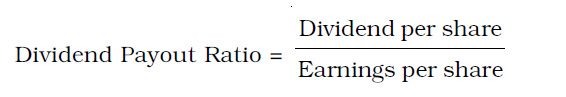 Dividend Payout Ratio = Dividend per share
Earnings per share